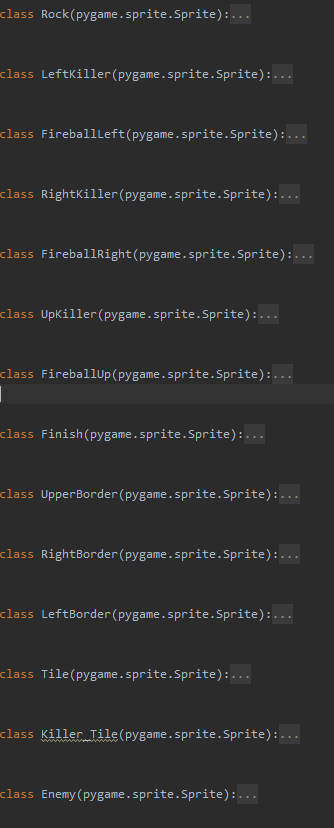 class Rock(pygame.sprite.Sprite):...
class LeftKiller(pygame.sprite.Sprite):...
class FireballLeft(pygame.sprite.Sprite):...
class RightKiller(pygame.sprite.Sprite):...
class FireballRight(pygame.sprite.Sprite):...
class UpKiller(pygame.sprite.Sprite):...
class FireballUp(pygame.sprite.Sprite):...
class Finish(pygame.sprite.Sprite):...
class UpperBorder(pygame.sprite.Sprite):...
class RightBorder(pygame.sprite.Sprite):...
class LeftBorder(pygame.sprite.Sprite):...
class Tile(pygame.sprite.Sprite):...
class Killer_Tile(pygame.sprite.Sprite):...
class Enemy(pygame.sprite.Sprite):...